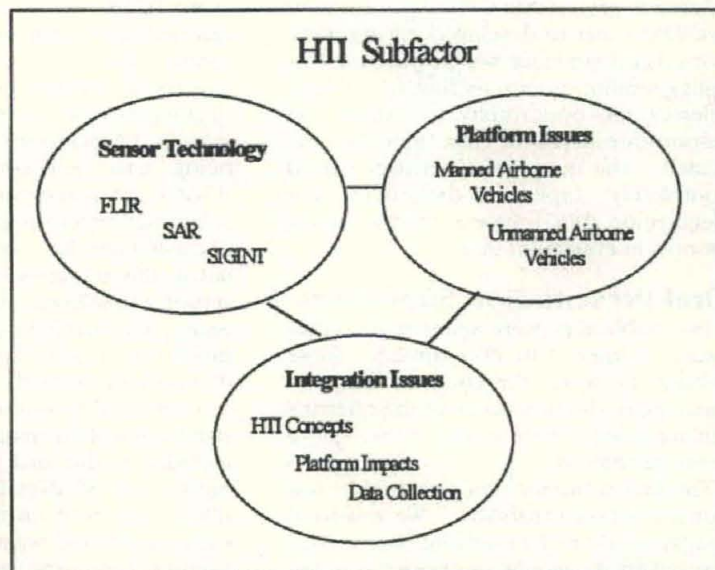 HTI Subfactor
Sensor Technology
FLIR
SAR
SIGINT
Platform Issues
Manned Airborne
Vehicles
Unmanned Airborne
Vehicles
Integration Issues
HTI Concepts
Platform Impacts
Data Collection